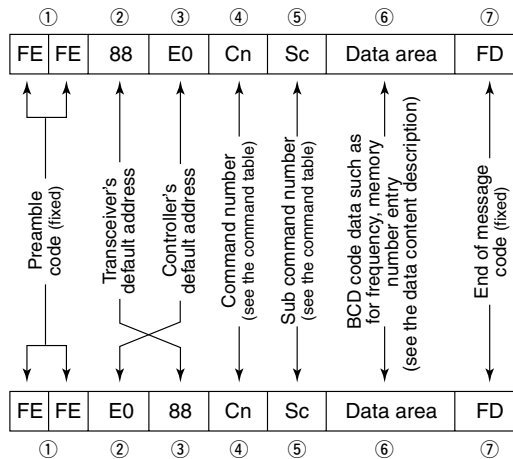 ① ② ③ ④ ⑤ ⑥ ⑦
FE FE 88 E0 Cn Sc Data area FD
Preamble
code (fixed)
Transceiver's
default address
Controller's
default address
Command number
(see the command table)
Sub command number
(see the command table)
BCD code data such as
for frequency, memory
number entry
(see the data content description)
End of message
code (fixed)
FE FE E0 88 Cn Sc Data area FD
① ② ③ ④ ⑤ ⑥ ⑦